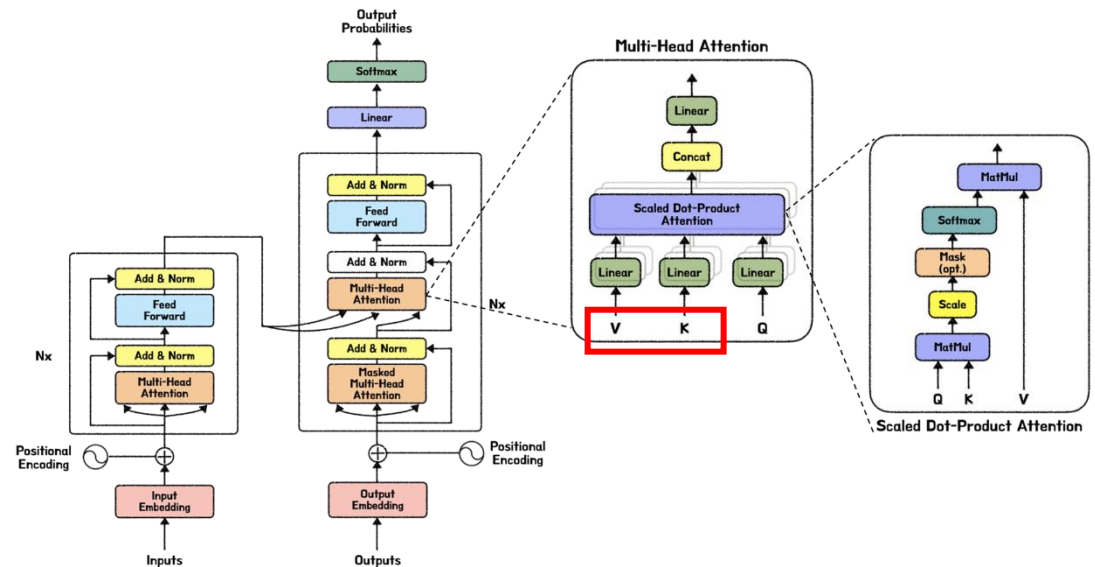 Output
Probabilities
Softmax
Linear
Add & Norm
Feed
Forward
Add & Norm
Multi-Head
Attention
Nx
Add & Norm
Masked
Multi-Head
Attention
Positional
Encoding
Output
Embedding
Outputs
Add & Norm
Feed
Forward
Nx
Add & Norm
Multi-Head
Attention
Positional
Encoding
Input
Embedding
Inputs
Multi-Head Attention
Linear
Concat
Scaled Dot-Product
Attention
Linear Linear Linear
V K Q
MatMul
Softmax
Mask
(opt.)
Scale
MatMul
Q K V
Scaled Dot-Product Attention